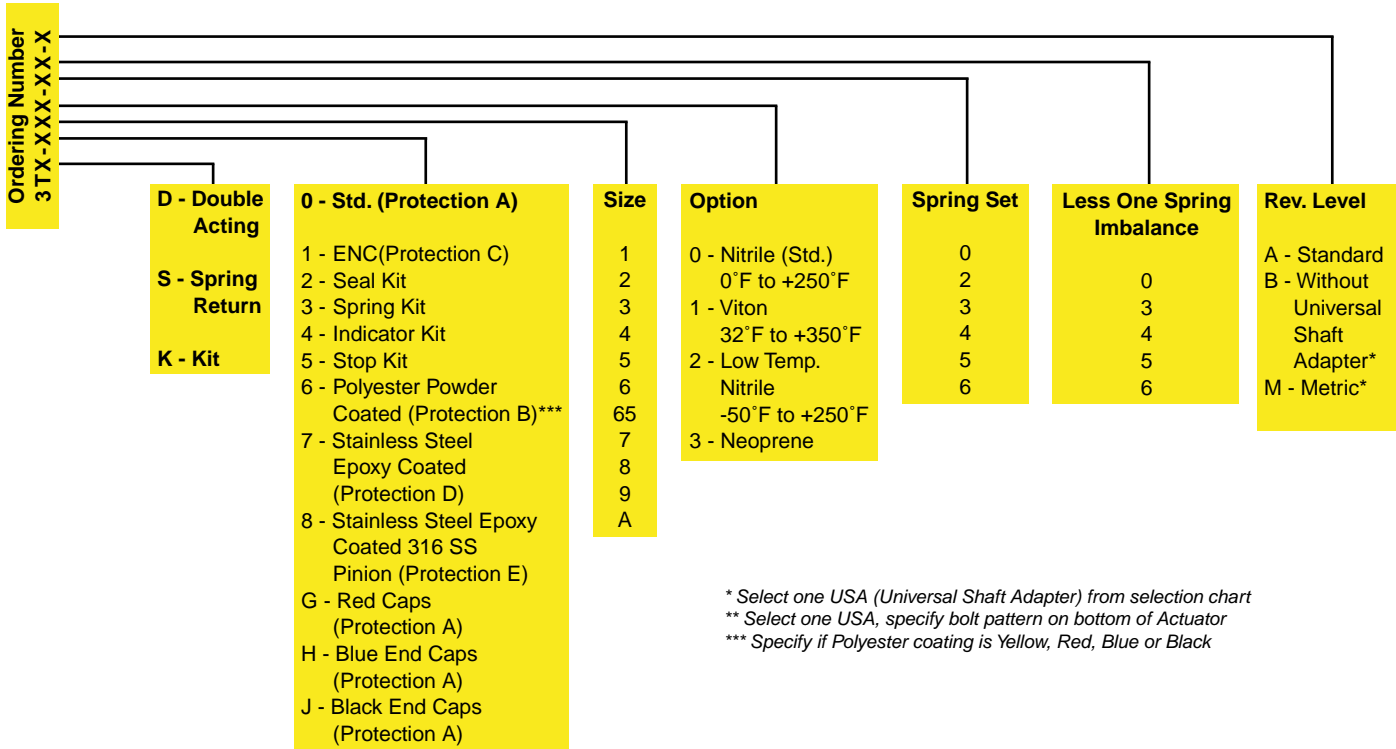 Ordering Number
3TX-XXX-XX-X
D - Double
Acting
S - Spring
Return
K - Kit
0 - Std. (Protection A)
1 - ENC(Protection C)
2 - Seal Kit
3 - Spring Kit
4 - Indicator Kit
5 - Stop Kit
6 - Polyester Powder
Coated (Protection B)***
7 - Stainless Steel
Epoxy Coated
(Protection D)
8 - Stainless Steel Epoxy
Coated 316 SS
Pinion (Protection E)
G - Red Caps
(Protection A)
H - Blue End Caps
(Protection A)
J - Black End Caps
(Protection A)
Size
1
2
3
4
5
6
65
7
8
9
A
Option
0 - Nitrile (Std.)
0˚F to +250˚F
1 - Viton
32˚F to +350˚F
2 - Low Temp.
Nitrile
-50˚F to +250˚F
3 - Neoprene
Spring Set
0
2
3
4
5
6
Less One Spring
Imbalance
0
3
4
5
6
Rev. Level
A - Standard
B - Without
Universal
Shaft
Adapter*
M - Metric*
* Select one USA (Universal Shaft Adapter) from selection chart
** Select one USA, specify bolt pattern on bottom of Actuator
*** Specify if Polyester coating is Yellow, Red, Blue or Black